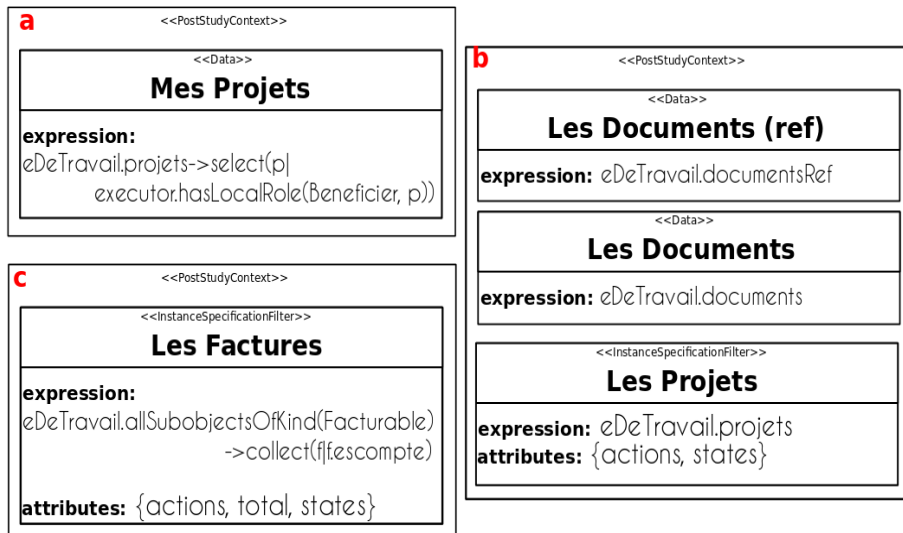 a
<<PostStudyContext>>
<<Data>>
Mes Projets
expression:
eDeTravail.projets->select(p|
executor.hasLocalRole(Beneficier, p))
b
<<PostStudyContext>>
<<Data>>
Les Documents (ref)
expression: eDeTravail.documentsRef
<<Data>>
Les Documents
expression: eDeTravail.documents
<<InstanceSpecificationFilter>>
Les Projets
expression: eDeTravail.projets
attributes: {actions, states}
c
<<PostStudyContext>>
<<InstanceSpecificationFilter>>
Les Factures
expression:
eDeTravail.allSubobjectsOfKind(Facturable)
->collect(f|f.escompte)
attributes: {actions, total, states}